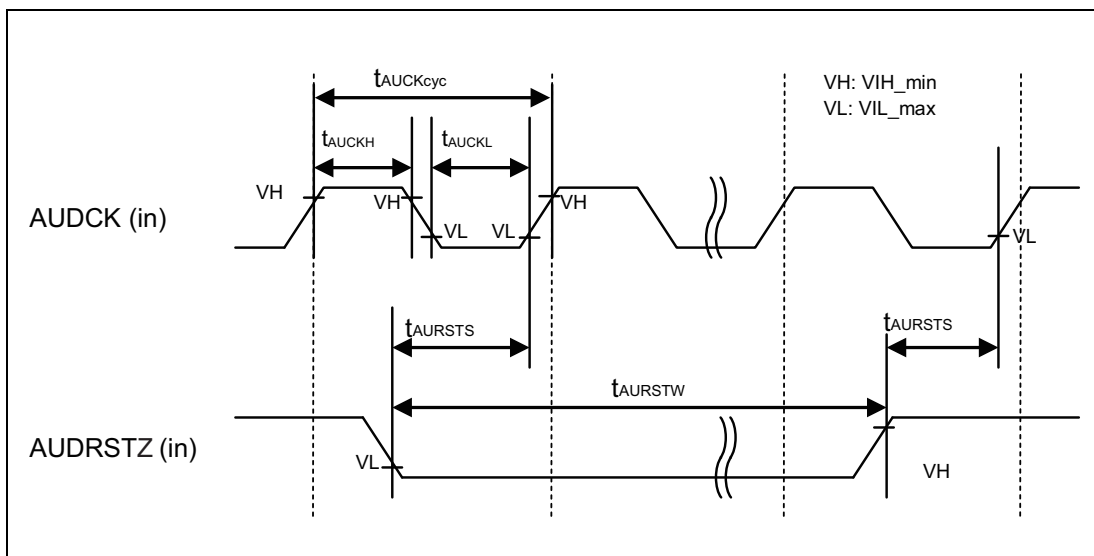 tAUCKcyc
VH: VIH_min
VL: VIL_max
tAUCKH
tAUCKL
VH
VH
VH
AUDCK (in)
VL
VL
VL
tAURSTS
tAURSTS
tAURSTW
AUDRSTZ (in)
VL
VH